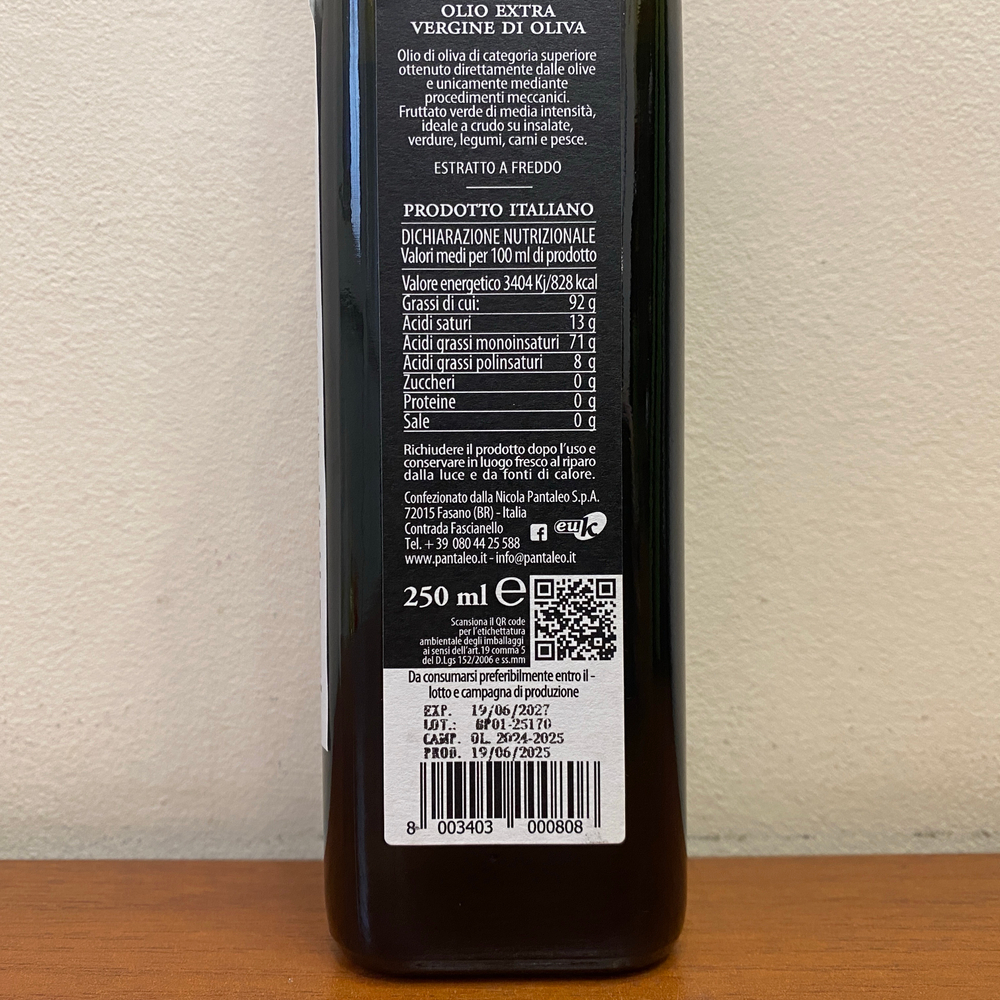 OLIO EXTRA
VERGINE DI OLIVA
Olio di oliva di categoria superiore
ottenuto direttamente dalle olive
e unicamente mediante
procedimenti meccanici.
Fruttato verde di media intensità,
ideale a crudo su insalate,
verdure, legumi, carni e pesce.
ESTRATTO A FREDDO
PRODOTTO ITALIANO
DICHIARAZIONE NUTRIZIONALE
Valori medi per 100 ml di prodotto
Valore energetico 3404 Kj/828 kcal
Grassi di cui: 92 g
Acidi saturi 13 g
Acidi grassi monoinsaturi 71 g
Acidi grassi polinsaturi 8 g
Zuccheri 0 g
Proteine 0 g
Sale 0 g
Richiudere il prodotto dopo l'uso e
conservare in luogo fresco al riparo
dalla luce e da fonti di calore.
Confezionato dalla Nicola Pantaleo S.p.A.
72015 Fasano (BR) - Italia
Contrada Fascianello
Tel. + 39 080 44 25 588
www.pantaleo.it - info@pantaleo.it
f euk
250 ml e
Scansiona il QR code
per l'etichettatura
ambientale degli imballaggi
ai sensi dell'art.19 comma 5
del D.Lgs 152/2006 e ss.mm
Da consumarsi preferibilmente entro il -
lotto e campagna di produzione
EXP. 19/06/2027
LOT.: GP01-25170
CAMP. OL. 2024-2025
PROD. 19/06/2025
8 003403 000808